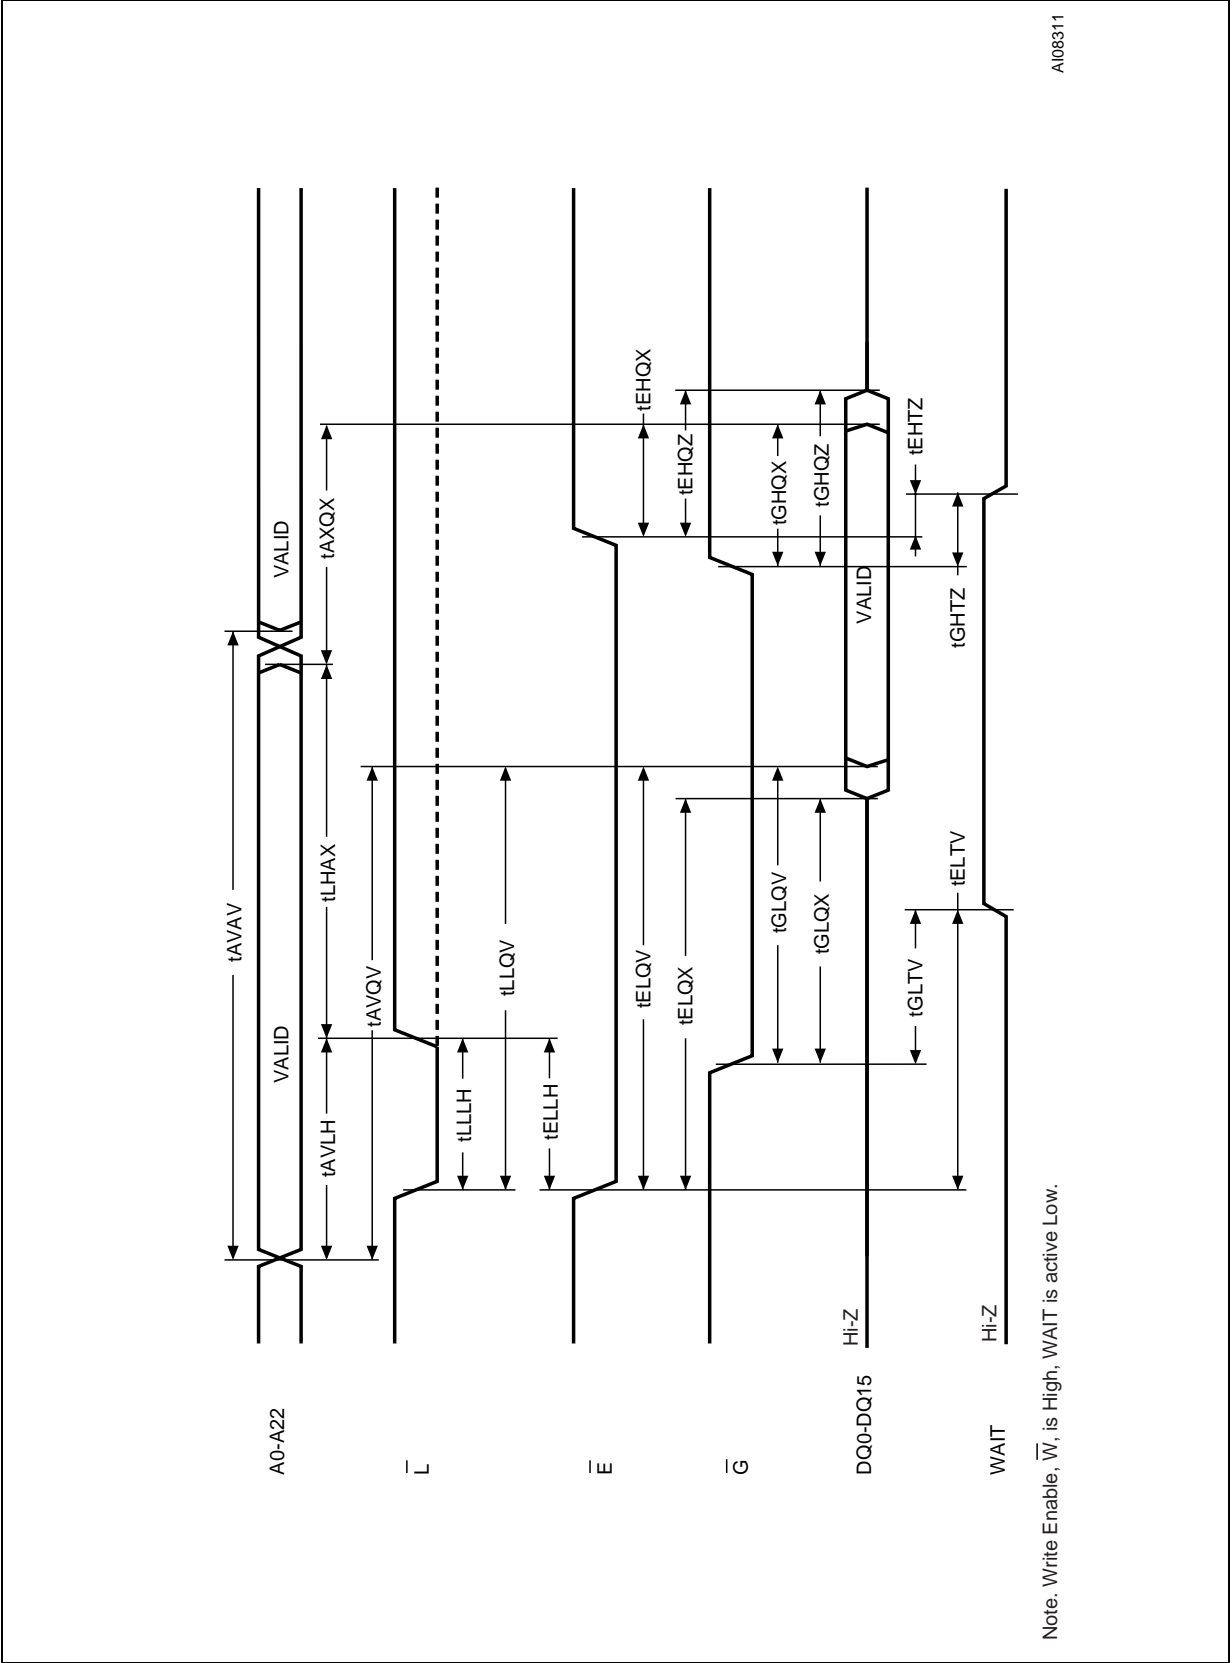 tAVAV
A0-A22
VALID
VALID
tAVLH
tLHAX
tAXQX
tAVQV
L
tLLLH
tLLQV
tELLH
E
tELQV
tEHQX
tELQX
tEHQZ
G
tGLQV
tGHQX
tGLQX
tGHQZ
Hi-Z
DQ0-DQ15
VALID
tGLTV
tEHTZ
tELTV
tGHTZ
Hi-Z
WAIT
Note. Write Enable, W̅, is High, WAIT is active Low.
AI08311